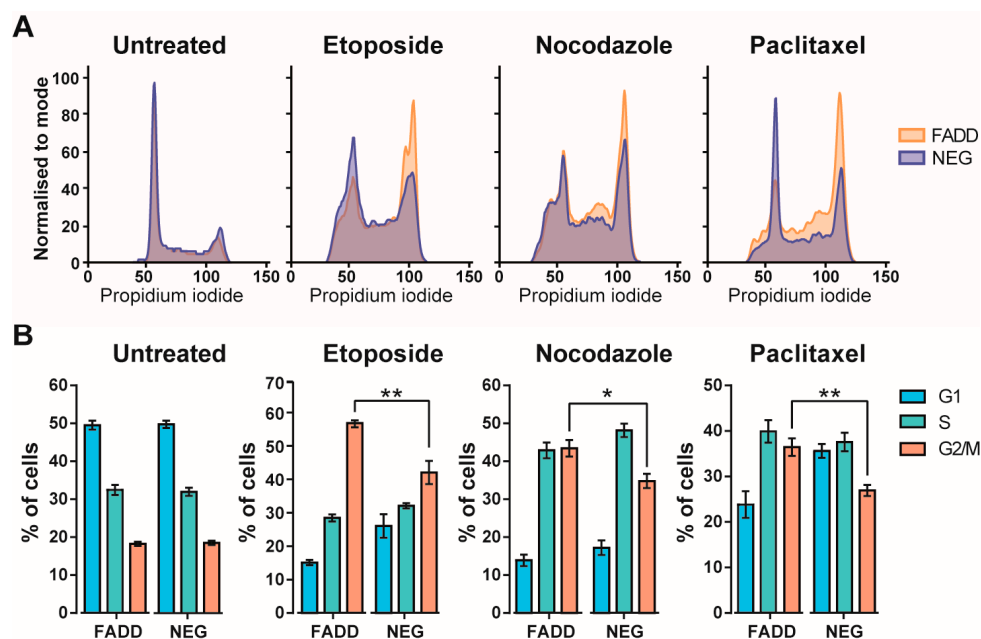 A
Untreated Etoposide Nocodazole Paclitaxel
Normalised to mode
100
80
60
40
20
0
0 50 100 150 0 50 100 150 0 50 100 150 0 50 100 150
Propidium iodide Propidium iodide Propidium iodide Propidium iodide
FADD
NEG
B
Untreated Etoposide Nocodazole Paclitaxel
% of cells
60
50
40
30
20
10
0
FADD NEG
% of cells
70
60
50
40
30
20
10
0
**
FADD NEG
% of cells
60
50
40
30
20
10
0
*
FADD NEG
% of cells
50
40
30
20
10
0
**
FADD NEG
G1
S
G2/M